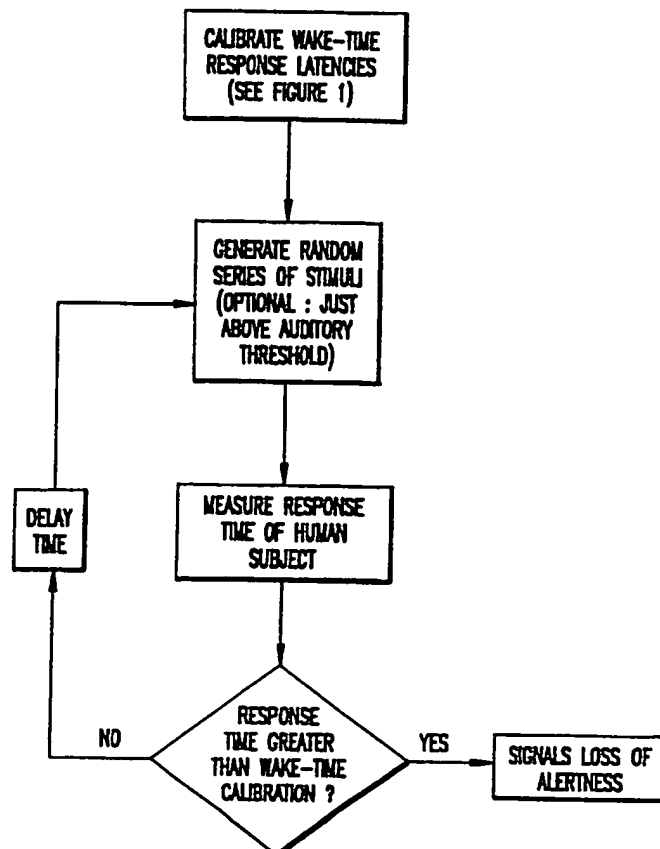 CALIBRATE WAKE-TIME
RESPONSE LATENCIES
(SEE FIGURE 1)
GENERATE RANDOM
SERIES OF STIMULI
(OPTIONAL : JUST
ABOVE AUDITORY
THRESHOLD)
DELAY
TIME
MEASURE RESPONSE
TIME OF HUMAN
SUBJECT
NO
RESPONSE
TIME GREATER
THAN WAKE-TIME
CALIBRATION ?
YES
SIGNALS LOSS OF
ALERTNESS